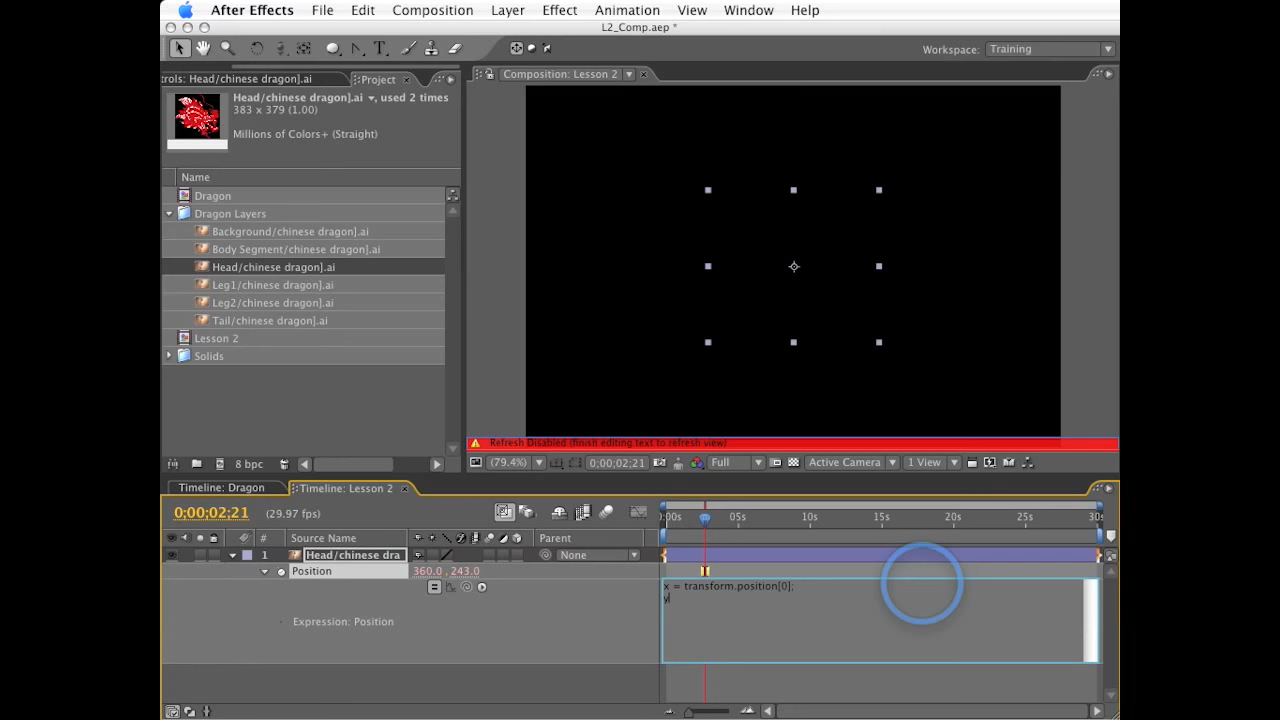 After Effects File Edit Composition Layer Effect Animation View Window Help
L2_Comp.aep *
Workspace: Training
trols: Head/chinese dragon].ai Project
Composition: Lesson 2
Head/chinese dragon].ai , used 2 times
383 x 379 (1.00)
Millions of Colors+ (Straight)
Name
Dragon
Dragon Layers
Background/chinese dragon].ai
Body Segment/chinese dragon].ai
Head/chinese dragon].ai
Leg1/chinese dragon].ai
Leg2/chinese dragon].ai
Tail/chinese dragon].ai
Lesson 2
Solids
Refresh Disabled (finish editing text to refresh view)
8 bpc
(79.4%) 0;00;02;21 Full Active Camera 1 View
Timeline: Dragon Timeline: Lesson 2
0;00;02;21 (29.97 fps)
:00s 05s 10s 15s 20s 25s 30s
# Source Name Parent
1 Head/chinese dra None
Position 360.0 , 243.0
x = transform.position[0];
y
Expression: Position